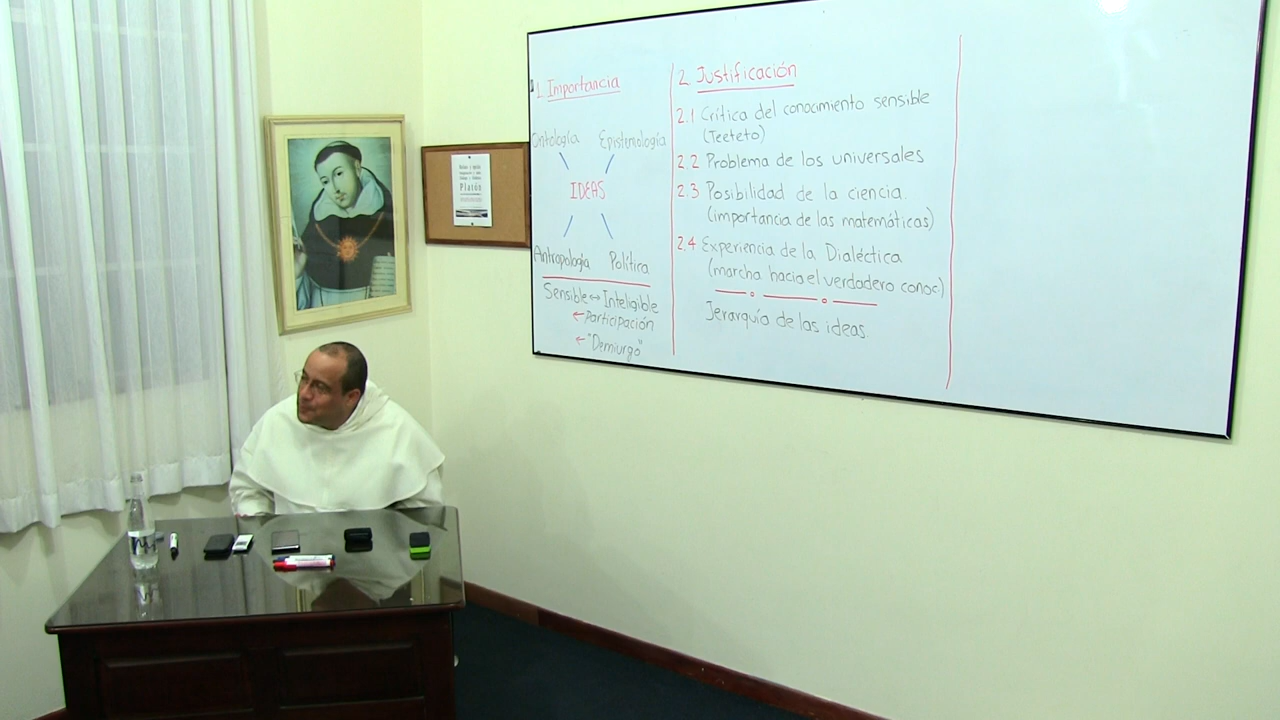 1. Importancia
Ontología Epistemología
IDEAS
Antropología Política
Sensible ↔ Inteligible
← Participación
← "Demiurgo"
2. Justificación
2.1 Crítica del conocimiento sensible
(Teeteto)
2.2 Problema de los universales
2.3 Posibilidad de la ciencia.
(importancia de las matemáticas)
2.4 Experiencia de la Dialéctica
(marcha hacia el verdadero conoc.)
Jerarquía de las ideas
Platón